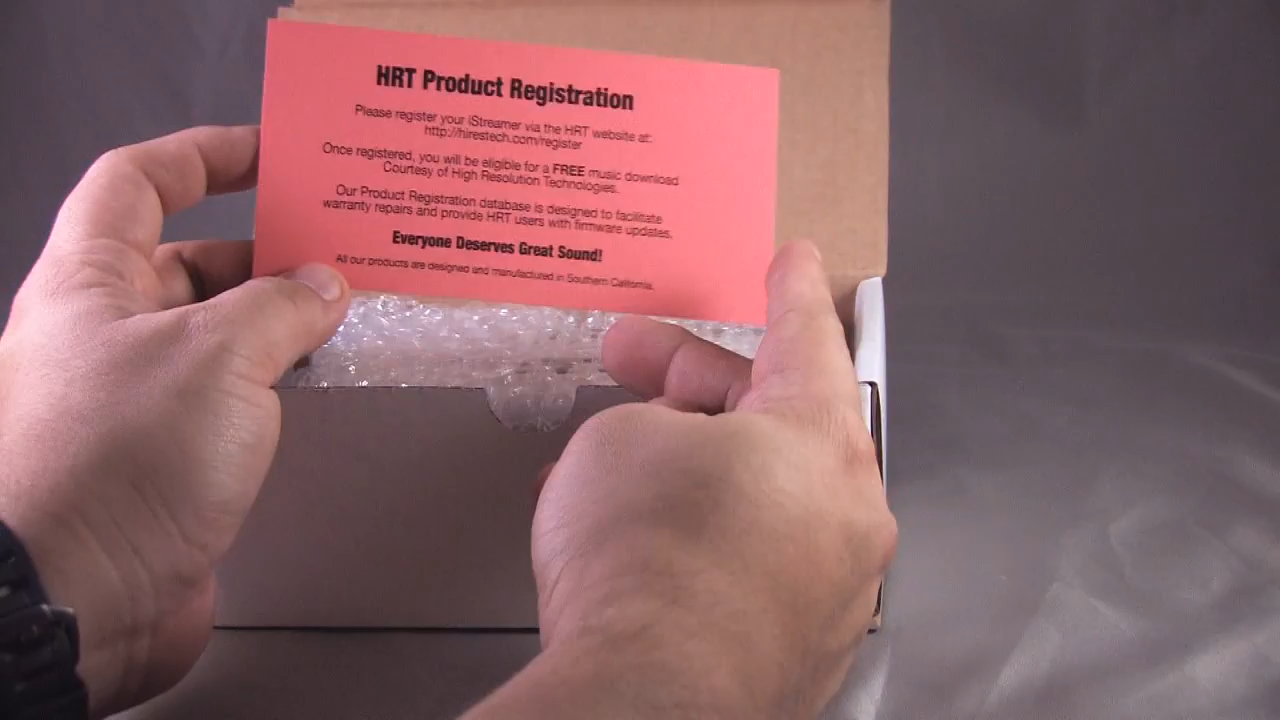 HRT Product Registration
Please register your iStreamer via the HRT website at:
http://hirestech.com/register
Once registered, you will be eligible for a FREE music download
Courtesy of High Resolution Technologies.
Our Product Registration database is designed to facilitate
warranty repairs and provide HRT users with firmware updates.
Everyone Deserves Great Sound!
All our products are designed and manufactured in Southern California.